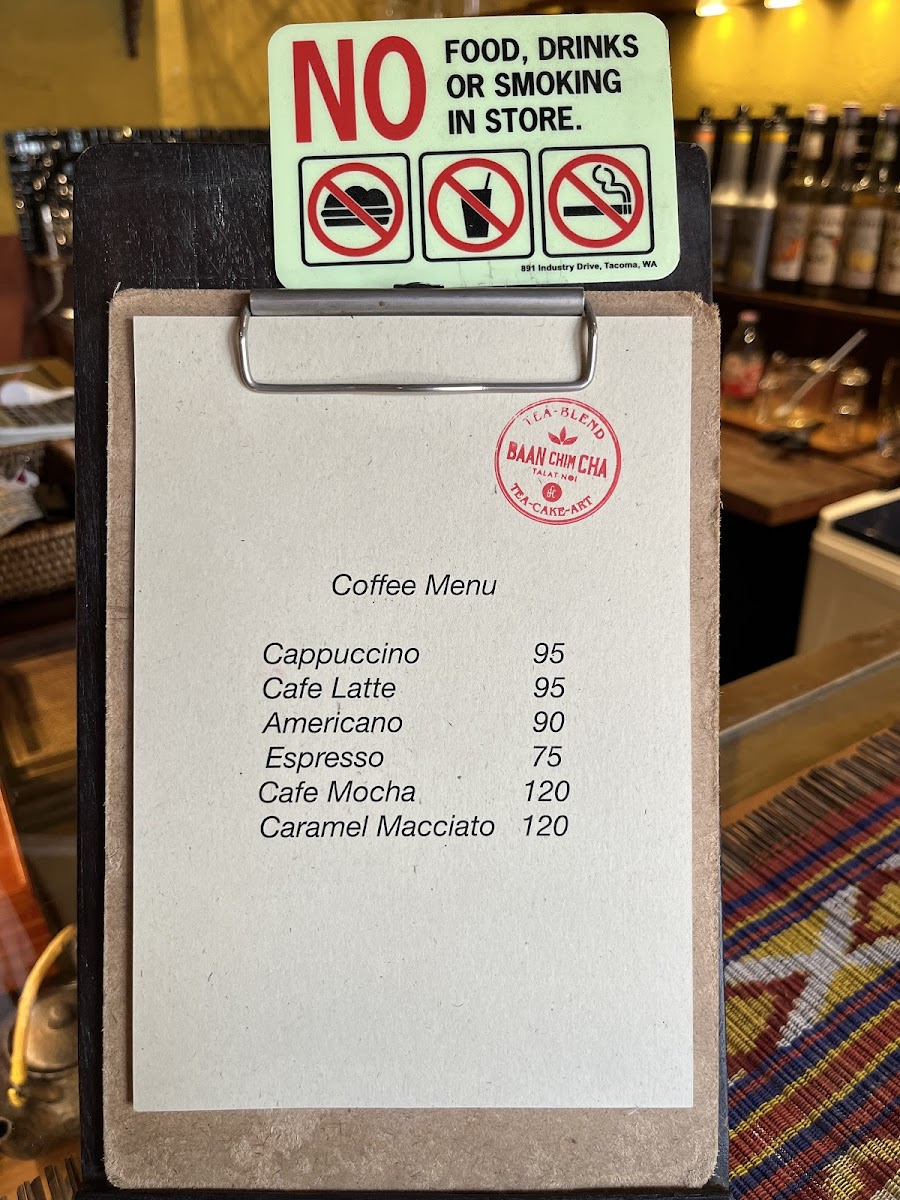 NO
FOOD, DRINKS
OR SMOKING
IN STORE.
891 Industry Drive, Tacoma, WA
TEA-BLEND
BAAN CHIM CHA
TALAT NOI
TEA-CAKE-ART
Coffee Menu
Cappuccino 95
Cafe Latte 95
Americano 90
Espresso 75
Cafe Mocha 120
Caramel Macciato 120